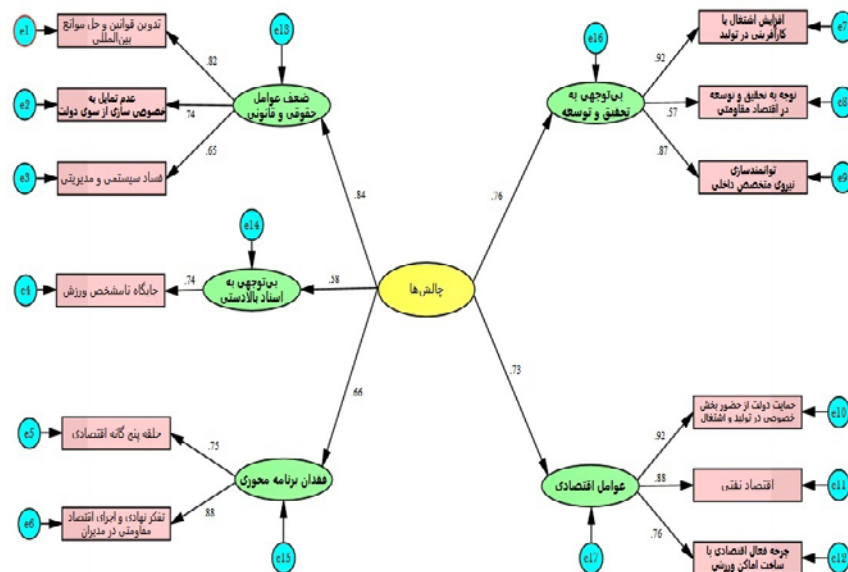 e1
تدوین قوانین و حل موانع
بین‌المللی
.82
e13
e2
عدم تمایل به
خصوصی سازی از سوی دولت
.74
ضعف عوامل
حقوقی و قانونی
e3
فساد سیستمی و مدیریتی
.65
.84
e16
.92
افزایش اشتغال با
کارآفرینی در تولید
e7
بی‌توجهی به
تحقیق و توسعه
.57
توجه به تحقیق و توسعه
در اقتصاد مقاومتی
e8
.87
توانمندسازی
نیروی متخصص داخلی
e9
.76
e14
e4
جایگاه نامشخص ورزش
.74
بی‌توجهی به
اسناد بالادستی
.58
چالش‌ها
.66
.73
e5
حلقه پنج گانه اقتصادی
.75
فقدان برنامه محوری
e6
تفکر نهادی و اجرای اقتصاد
مقاومتی در مدیران
.88
e15
حمایت دولت از حضور بخش
خصوصی در تولید و اشتغال
e10
.92
عوامل اقتصادی
.88
اقتصاد نفتی
e11
.76
چرخه فعال اقتصادی با
ساخت اماکن ورزشی
e12
e17